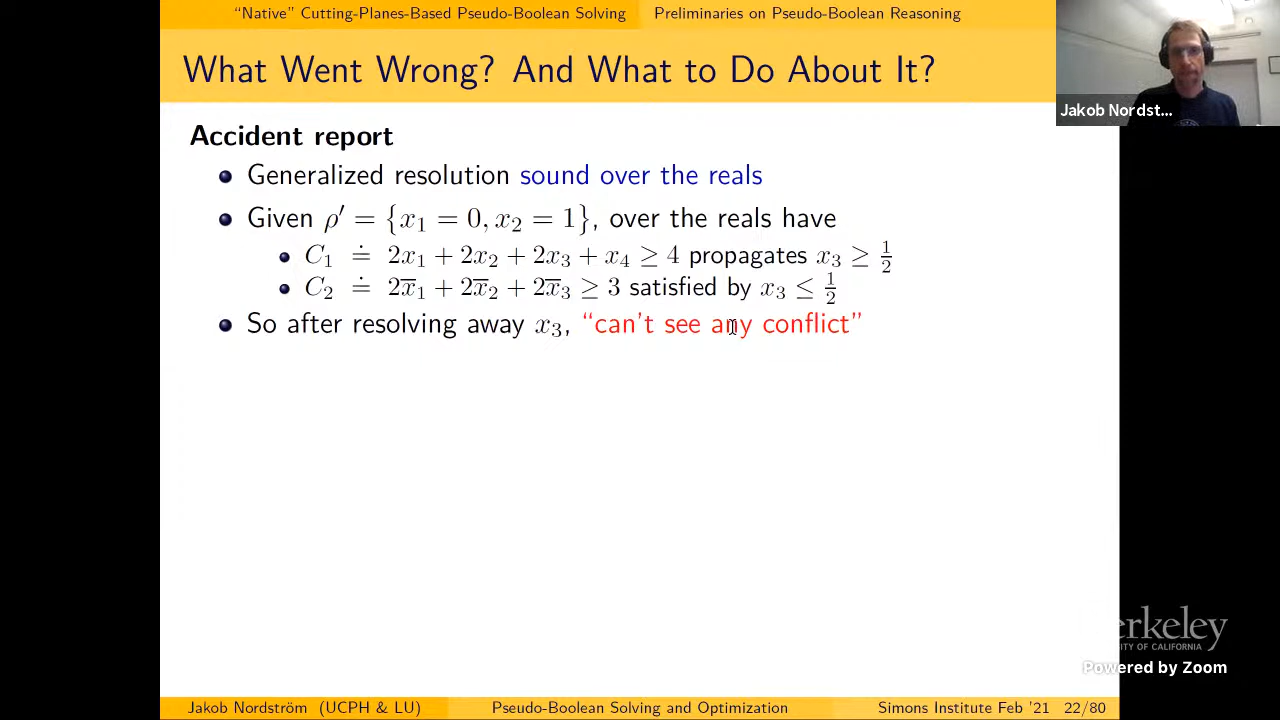 “Native” Cutting-Planes-Based Pseudo-Boolean Solving Preliminaries on Pseudo-Boolean Reasoning
What Went Wrong? And What to Do About It?
Jakob Nordst...
Accident report
Generalized resolution sound over the reals
Given ρ′ = {x₁ = 0, x₂ = 1}, over the reals have
C₁ ≐ 2x₁ + 2x₂ + 2x₃ + x₄ ≥ 4 propagates x₃ ≥ 1/2
C₂ ≐ 2x̅₁ + 2x̅₂ + 2x̅₃ ≥ 3 satisfied by x₃ ≤ 1/2
So after resolving away x₃, “can’t see any conflict”
erkeley
TY OF CALIFORNIA
Powered by Zoom
Jakob Nordström (UCPH & LU) Pseudo-Boolean Solving and Optimization Simons Institute Feb ’21 22/80